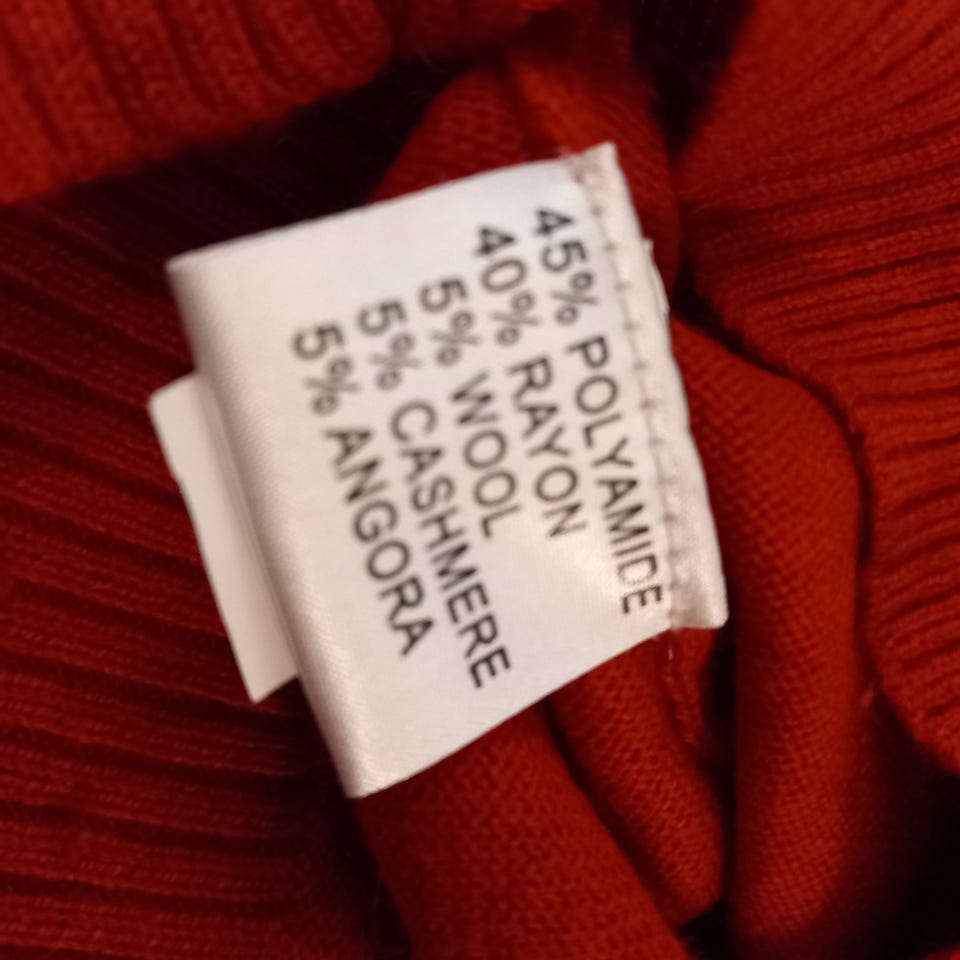 45% POLYAMIDE
40% RAYON
5% WOOL
5% CASHMERE
5% ANGORA